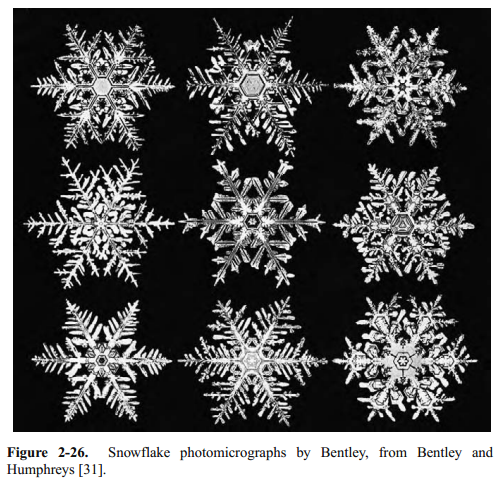 Figure 2-26. Snowflake photomicrographs by Bentley, from Bentley and
Humphreys [31].